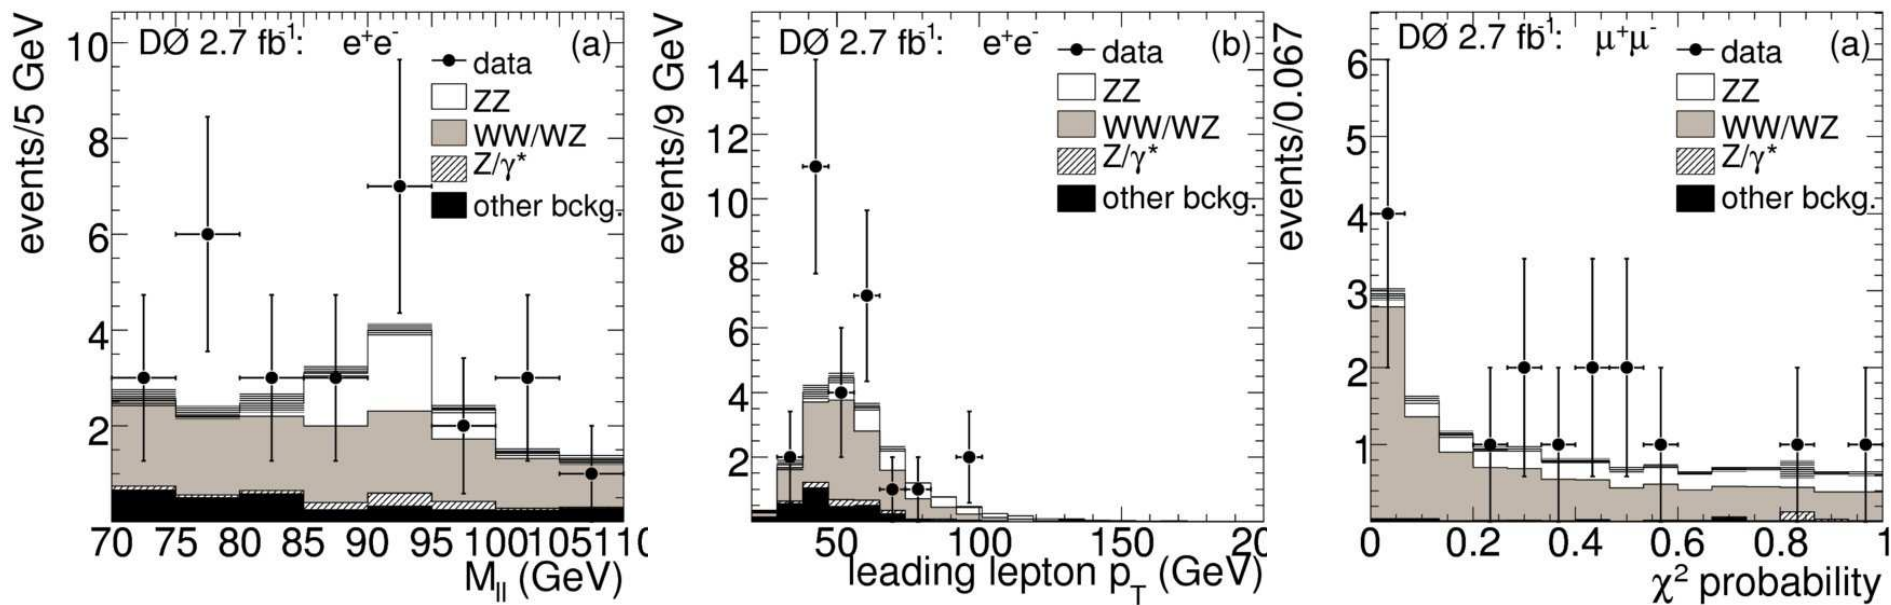 events/5 GeV
10
8
6
4
2
DØ 2.7 fb⁻¹: e⁺e⁻ (a)
data
ZZ
WW/WZ
Z/γ*
other bckg.
70 75 80 85 90 95 100 105 110
M_ll (GeV)
events/9 GeV
14
12
10
8
6
4
2
DØ 2.7 fb⁻¹: e⁺e⁻ (b)
data
ZZ
WW/WZ
Z/γ*
other bckg.
50 100 150 20
leading lepton p_T (GeV)
events/0.067
6
5
4
3
2
1
DØ 2.7 fb⁻¹: μ⁺μ⁻ (a)
data
ZZ
WW/WZ
Z/γ*
other bckg.
0 0.2 0.4 0.6 0.8 1
χ² probability